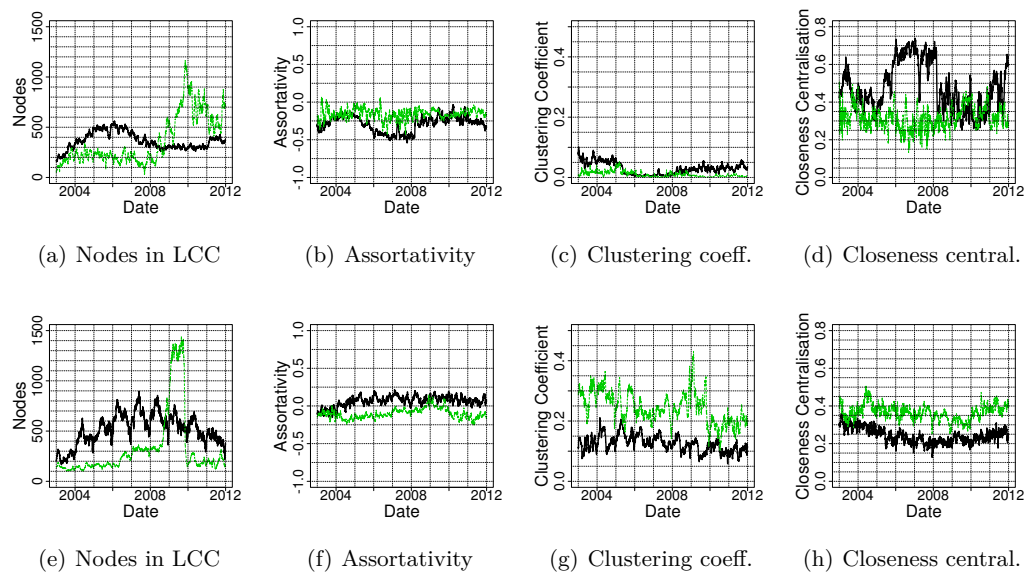 1500
1000
500
0
Nodes
2004
2008
2012
Date
(a) Nodes in LCC
1.0
0.5
0.0
-0.5
-1.0
Assortativity
2004
2008
2012
Date
(b) Assortativity
0.4
0.2
0.0
Clustering Coefficient
2004
2008
2012
Date
(c) Clustering coeff.
0.8
0.6
0.4
0.2
0.0
Closeness Centralisation
2004
2008
2012
Date
(d) Closeness central.
1500
1000
500
0
Nodes
2004
2008
2012
Date
(e) Nodes in LCC
1.0
0.5
0.0
-0.5
-1.0
Assortativity
2004
2008
2012
Date
(f) Assortativity
0.4
0.2
0.0
Clustering Coefficient
2004
2008
2012
Date
(g) Clustering coeff.
0.8
0.6
0.4
0.2
0.0
Closeness Centralisation
2004
2008
2012
Date
(h) Closeness central.